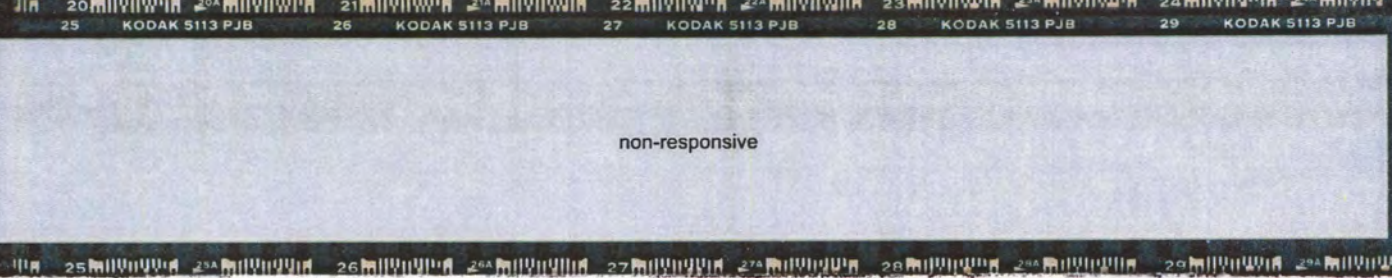 20 20A 21 21A 22 22A 23 24
25 KODAK 5113 PJB 26 KODAK 5113 PJB 27 KODAK 5113 PJB 28 KODAK 5113 PJB 29 KODAK 5113 PJB
non-responsive
25 25A 26 26A 27 27A 28 28A 29 29A